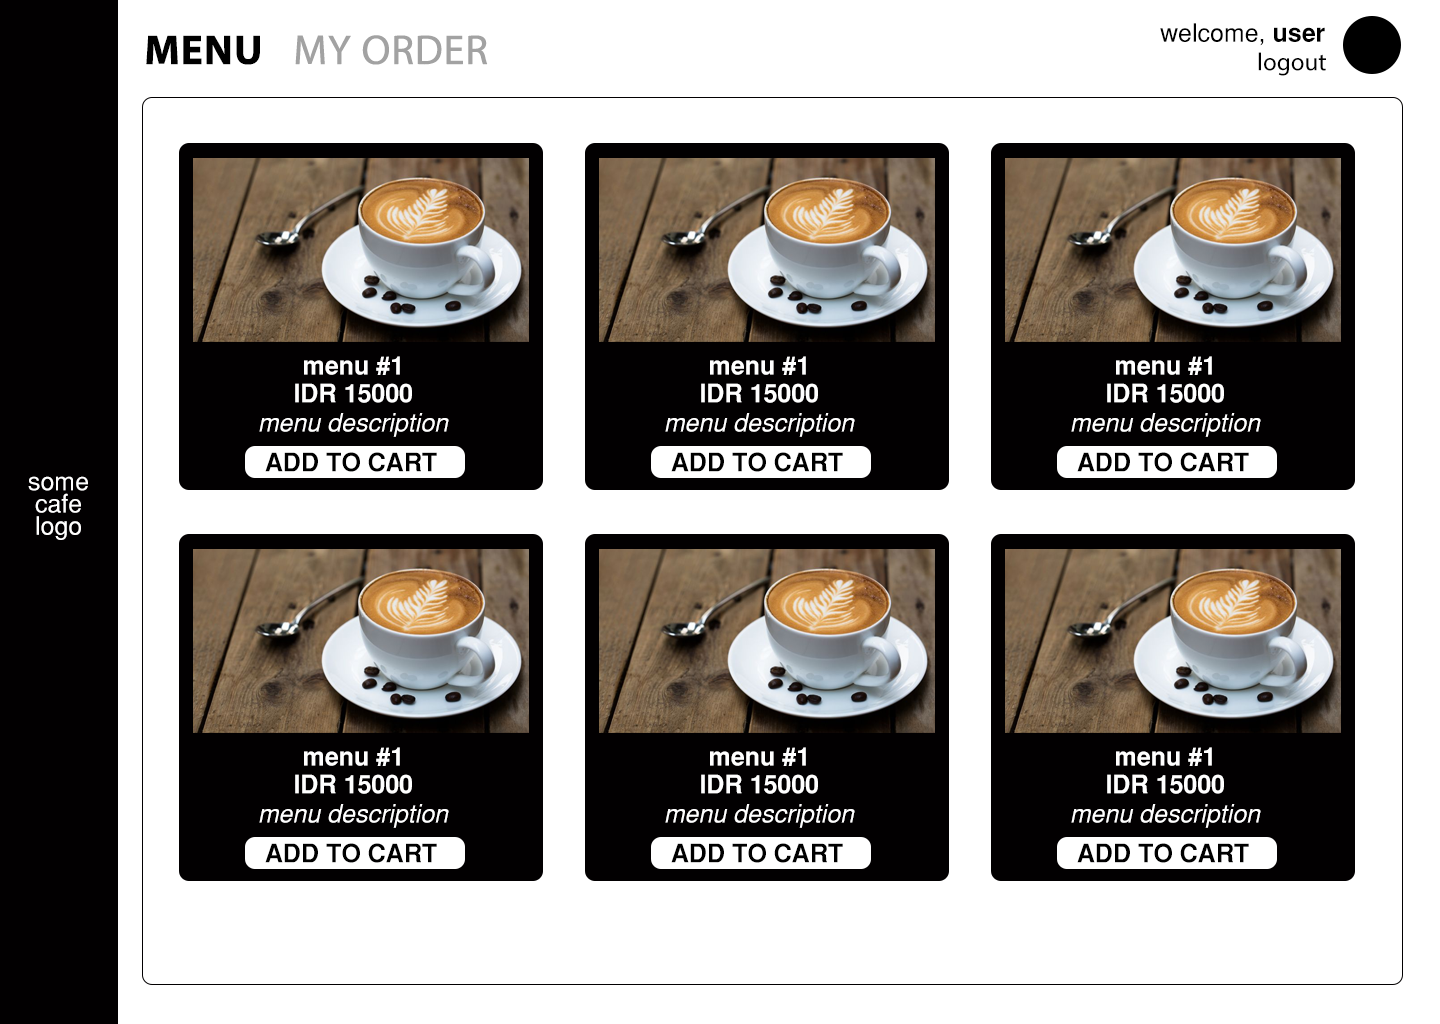 MENU MY ORDER
welcome, user
logout
some
cafe
logo
menu #1
IDR 15000
menu description
ADD TO CART
menu #1
IDR 15000
menu description
ADD TO CART
menu #1
IDR 15000
menu description
ADD TO CART
menu #1
IDR 15000
menu description
ADD TO CART
menu #1
IDR 15000
menu description
ADD TO CART
menu #1
IDR 15000
menu description
ADD TO CART